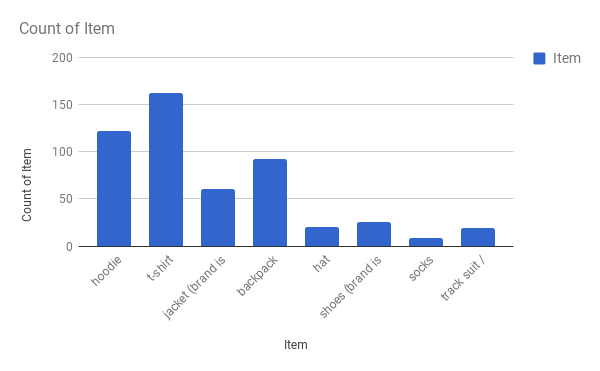 Count of Item
200
150
100
50
0
Count of Item
Item
hoodie
t-shirt
jacket (brand is
backpack
hat
shoes (brand is
socks
track suit /
Item